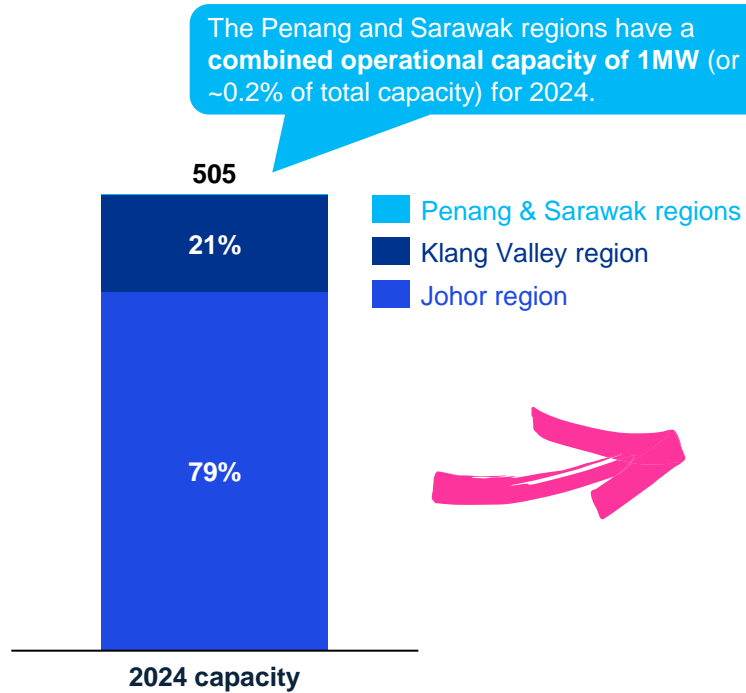 The Penang and Sarawak regions have a
combined operational capacity of 1MW (or
~0.2% of total capacity) for 2024.
505
21%
79%
2024 capacity
Penang & Sarawak regions
Klang Valley region
Johor region